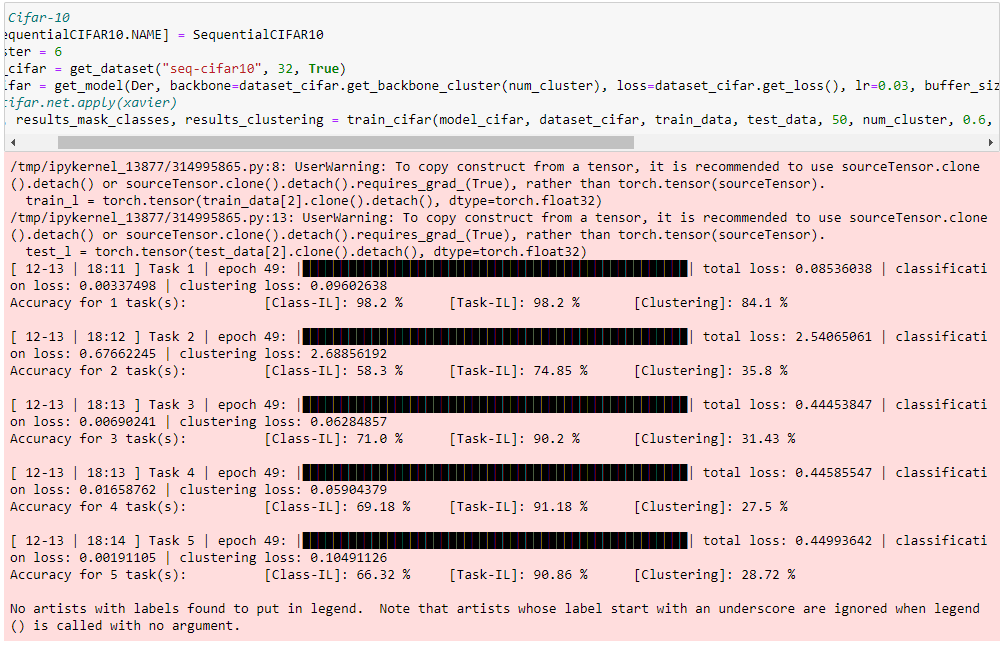 Cifar-10
equentialCIFAR10.NAME] = SequentialCIFAR10
ster = 6
_cifar = get_dataset("seq-cifar10", 32, True)
ifar = get_model(Der, backbone=dataset_cifar.get_backbone_cluster(num_cluster), loss=dataset_cifar.get_loss(), lr=0.03, buffer_siz
cifar.net.apply(xavier)
, results_mask_classes, results_clustering = train_cifar(model_cifar, dataset_cifar, train_data, test_data, 50, num_cluster, 0.6,
/tmp/ipykernel_13877/314995865.py:8: UserWarning: To copy construct from a tensor, it is recommended to use sourceTensor.clone
().detach() or sourceTensor.clone().detach().requires_grad_(True), rather than torch.tensor(sourceTensor).
train_l = torch.tensor(train_data[2].clone().detach(), dtype=torch.float32)
/tmp/ipykernel_13877/314995865.py:13: UserWarning: To copy construct from a tensor, it is recommended to use sourceTensor.clone
().detach() or sourceTensor.clone().detach().requires_grad_(True), rather than torch.tensor(sourceTensor).
test_l = torch.tensor(test_data[2].clone().detach(), dtype=torch.float32)
[ 12-13 | 18:11 ] Task 1 | epoch 49: | | total loss: 0.08536038 | classificati
on loss: 0.00337498 | clustering loss: 0.09602638
Accuracy for 1 task(s): [Class-IL]: 98.2 % [Task-IL]: 98.2 % [Clustering]: 84.1 %
[ 12-13 | 18:12 ] Task 2 | epoch 49: | | total loss: 2.54065061 | classificati
on loss: 0.67662245 | clustering loss: 2.68856192
Accuracy for 2 task(s): [Class-IL]: 58.3 % [Task-IL]: 74.85 % [Clustering]: 35.8 %
[ 12-13 | 18:13 ] Task 3 | epoch 49: | | total loss: 0.44453847 | classificati
on loss: 0.00690241 | clustering loss: 0.06284857
Accuracy for 3 task(s): [Class-IL]: 71.0 % [Task-IL]: 90.2 % [Clustering]: 31.43 %
[ 12-13 | 18:13 ] Task 4 | epoch 49: | | total loss: 0.44585547 | classificati
on loss: 0.01658762 | clustering loss: 0.05904379
Accuracy for 4 task(s): [Class-IL]: 69.18 % [Task-IL]: 91.18 % [Clustering]: 27.5 %
[ 12-13 | 18:14 ] Task 5 | epoch 49: | | total loss: 0.44993642 | classificati
on loss: 0.00191105 | clustering loss: 0.10491126
Accuracy for 5 task(s): [Class-IL]: 66.32 % [Task-IL]: 90.86 % [Clustering]: 28.72 %
No artists with labels found to put in legend.  Note that artists whose label start with an underscore are ignored when legend
() is called with no argument.